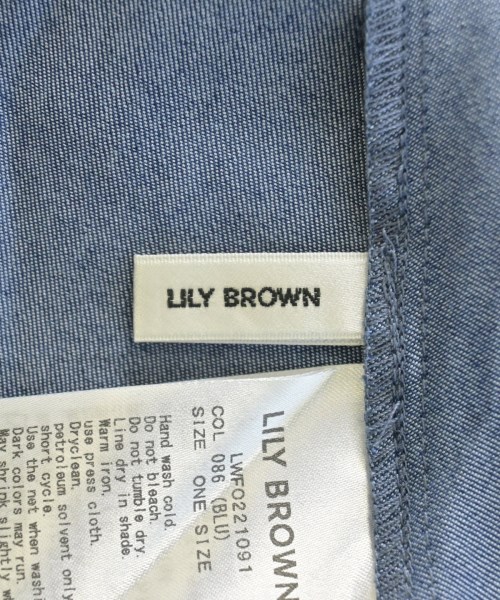 LILY BROWN
LILY BROWN
LWFO221091
COL 086 (BLU)
SIZE ONE SIZE
Hand wash cold.
Do not bleach.
Do not tumble dry.
Line dry in shade.
Warm iron.
use press cloth.
Dryclean.
petroleum solvent only
short cycle.
Use the net when washi
Dark colors may run.
May shrink slightly